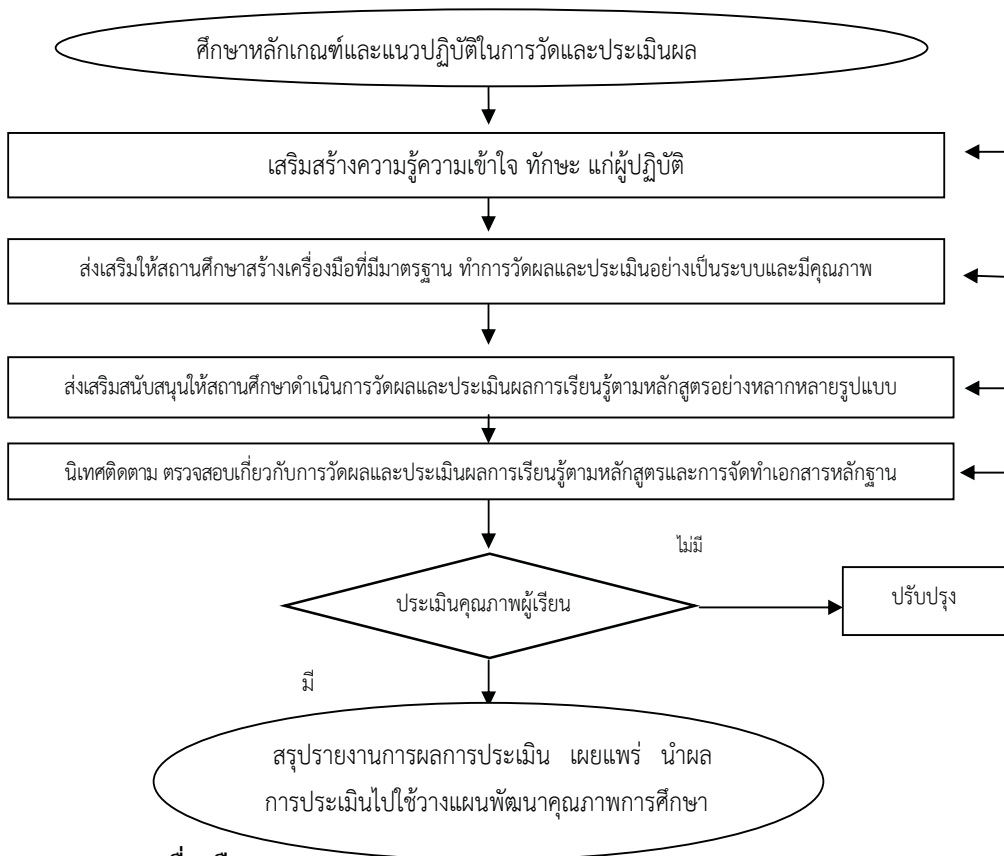 ศึกษาหลักเกณฑ์และแนวปฏิบัติในการวัดและประเมินผล
เสริมสร้างความรู้ความเข้าใจ ทักษะ แก่ผู้ปฏิบัติ
ส่งเสริมให้สถานศึกษาสร้างเครื่องมือที่มีมาตรฐาน ทำการวัดผลและประเมินอย่างเป็นระบบและมีคุณภาพ
ส่งเสริมสนับสนุนให้สถานศึกษาดำเนินการวัดผลและประเมินผลการเรียนรู้ตามหลักสูตรอย่างหลากหลายรูปแบบ
นิเทศติดตาม ตรวจสอบเกี่ยวกับการวัดผลและประเมินผลการเรียนรู้ตามหลักสูตรและการจัดทำเอกสารหลักฐาน
ไม่มี
ประเมินคุณภาพผู้เรียน
ปรับปรุง
มี
สรุปรายงานการผลการประเมิน เผยแพร่ นำผล
การประเมินไปใช้วางแผนพัฒนาคุณภาพการศึกษา